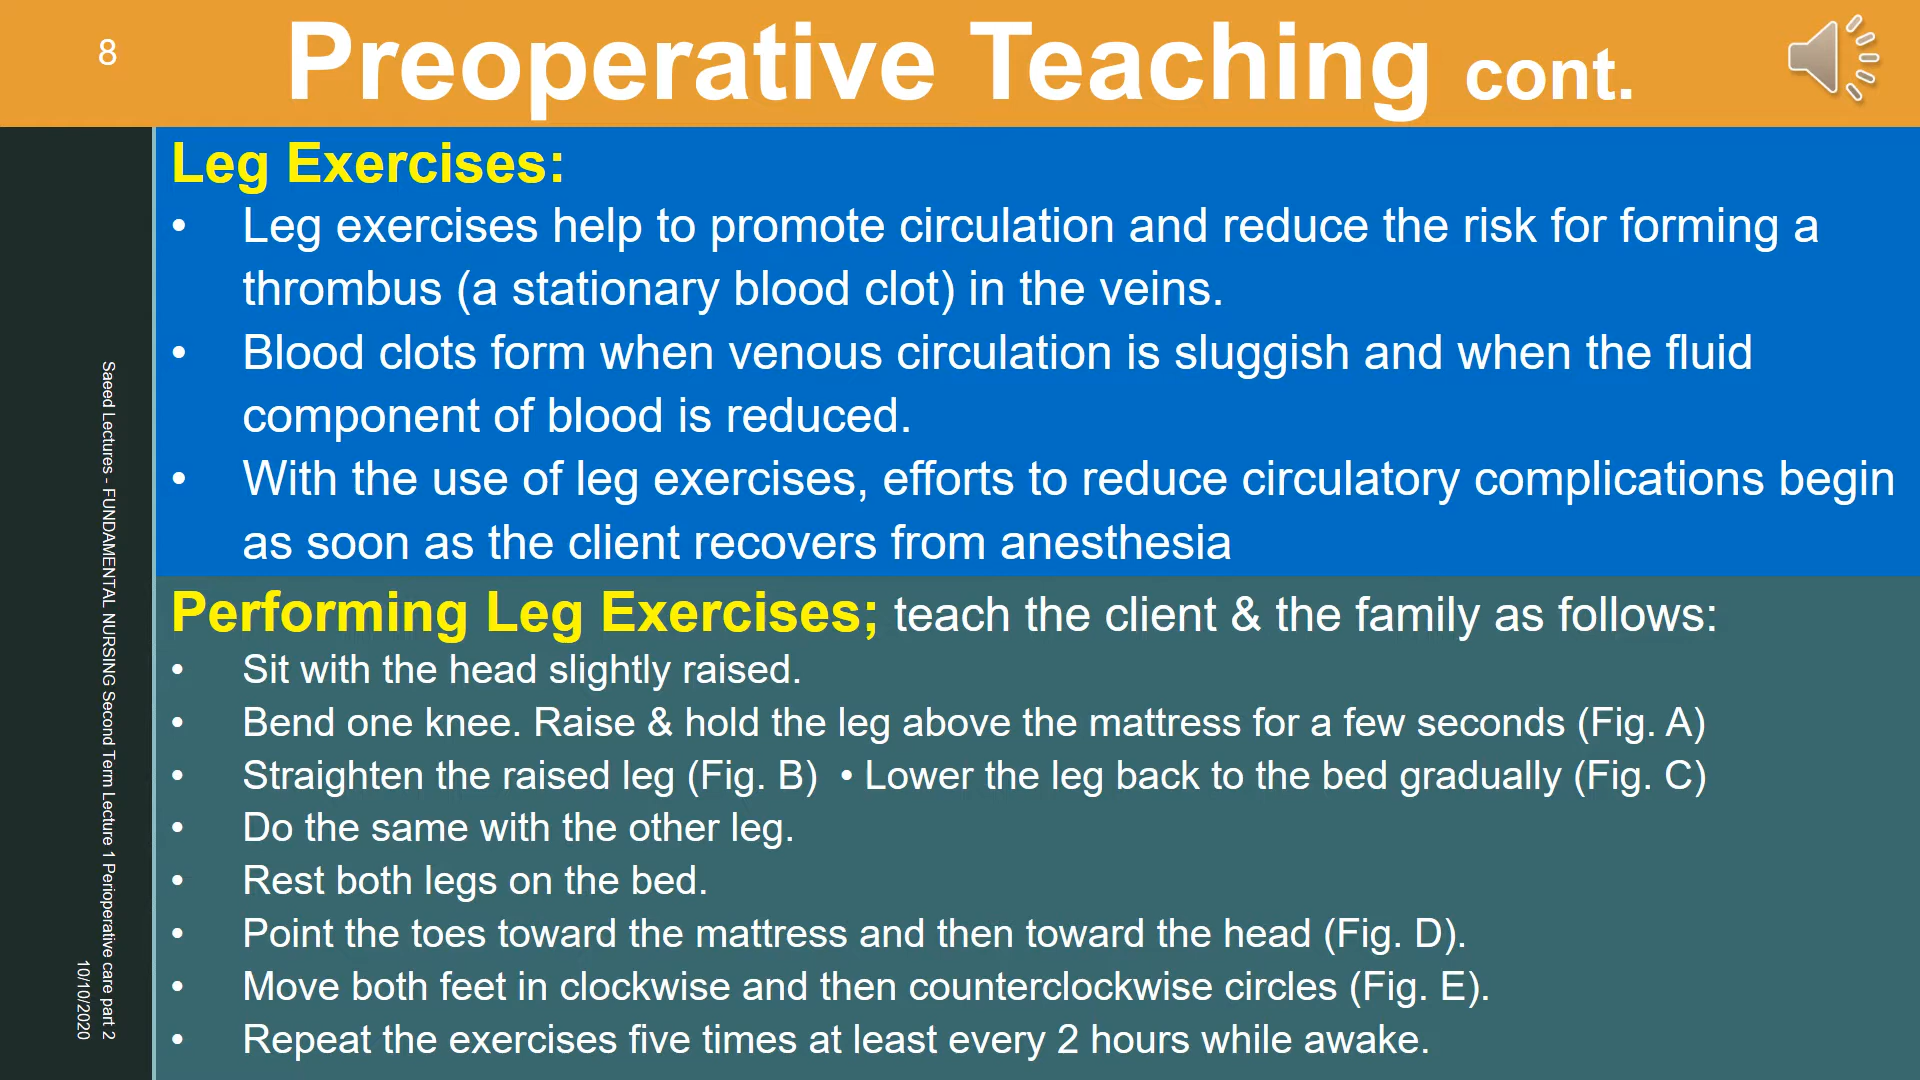 8
Preoperative Teaching cont.
Leg Exercises:
• Leg exercises help to promote circulation and reduce the risk for forming a
thrombus (a stationary blood clot) in the veins.
• Blood clots form when venous circulation is sluggish and when the fluid
component of blood is reduced.
• With the use of leg exercises, efforts to reduce circulatory complications begin
as soon as the client recovers from anesthesia
Performing Leg Exercises; teach the client & the family as follows:
• Sit with the head slightly raised.
• Bend one knee. Raise & hold the leg above the mattress for a few seconds (Fig. A)
• Straighten the raised leg (Fig. B) • Lower the leg back to the bed gradually (Fig. C)
• Do the same with the other leg.
• Rest both legs on the bed.
• Point the toes toward the mattress and then toward the head (Fig. D).
• Move both feet in clockwise and then counterclockwise circles (Fig. E).
• Repeat the exercises five times at least every 2 hours while awake.
Saeed Lectures - FUNDAMENTAL NURSING Second Term Lecture 1 Perioperative care part 2
10/10/2020